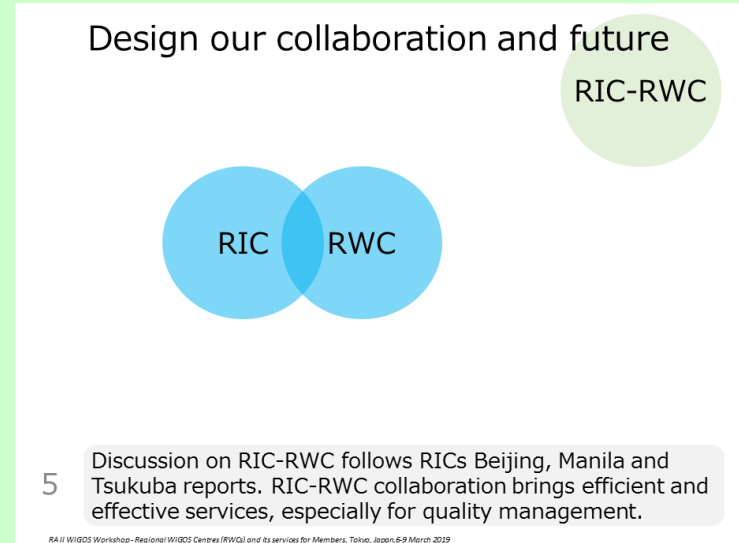 Design our collaboration and future
RIC-RWC
RIC
RWC
Discussion on RIC-RWC follows RICs Beijing, Manila and
Tsukuba reports. RIC-RWC collaboration brings efficient and
effective services, especially for quality management.
5
RA II WIGOS Workshop - Regional WIGOS Centres (RWCs) and its services for Members, Tokyo, Japan, 6-9 March 2019